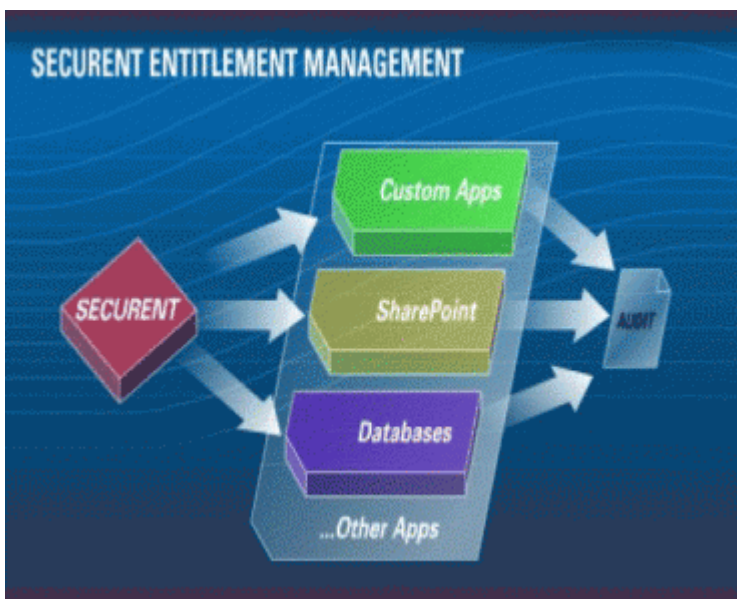 SECURENT ENTITLEMENT MANAGEMENT
Custom Apps
SECURENT
SharePoint
AUDIT
Databases
...Other Apps